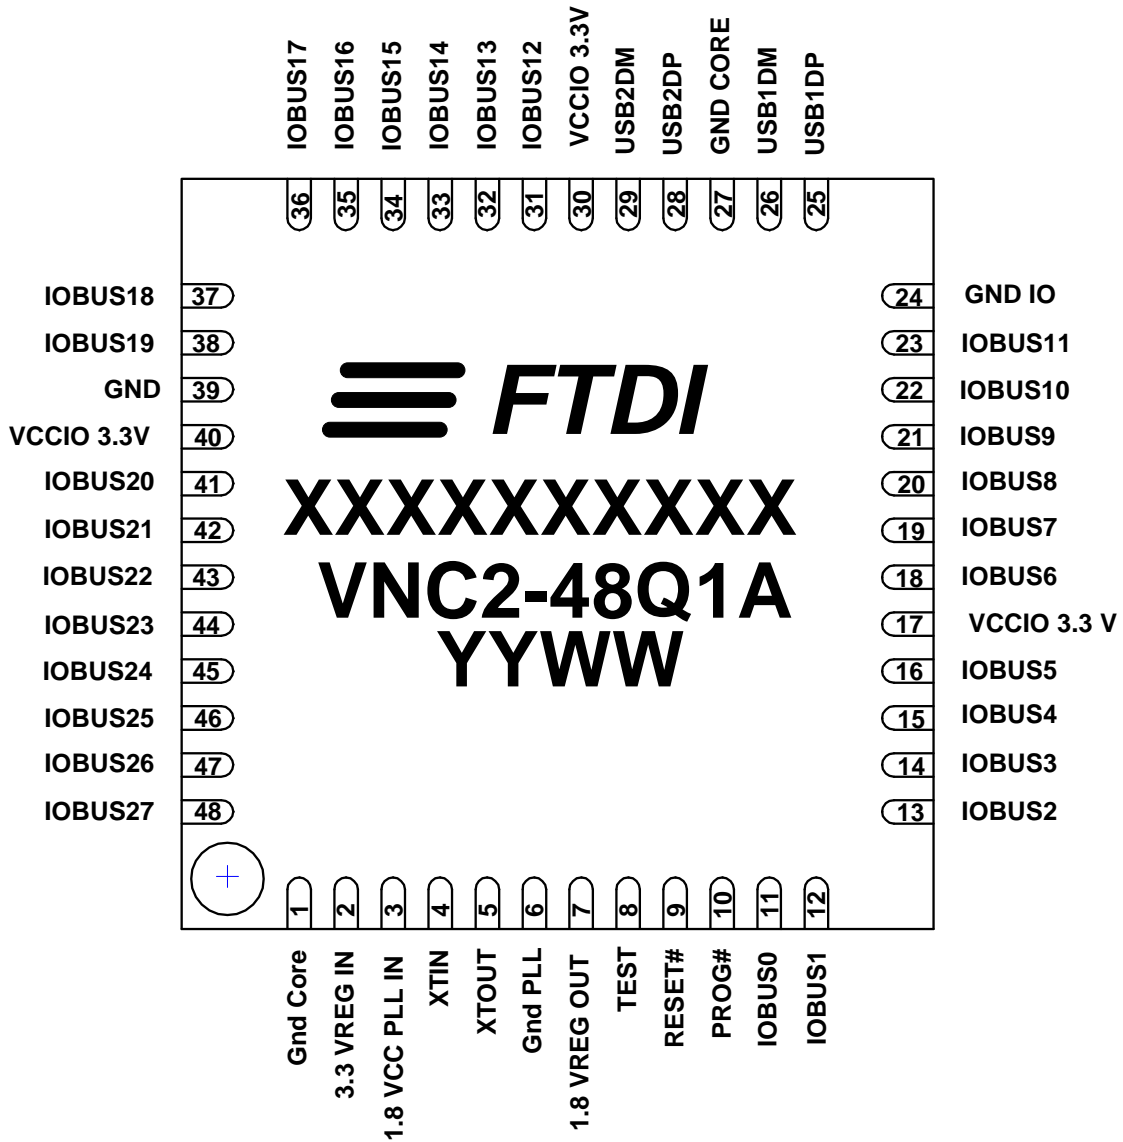 IOBUS17
IOBUS16
IOBUS15
IOBUS14
IOBUS13
IOBUS12
VCCIO 3.3V
USB2DM
USB2DP
GND CORE
USB1DM
USB1DP
36
35
34
33
32
31
30
29
28
27
26
25
IOBUS18 37
IOBUS19 38
GND 39
VCCIO 3.3V 40
IOBUS20 41
IOBUS21 42
IOBUS22 43
IOBUS23 44
IOBUS24 45
IOBUS25 46
IOBUS26 47
IOBUS27 48
FTDI
XXXXXXXXXX
VNC2-48Q1A
YYWW
24 GND IO
23 IOBUS11
22 IOBUS10
21 IOBUS9
20 IOBUS8
19 IOBUS7
18 IOBUS6
17 VCCIO 3.3 V
16 IOBUS5
15 IOBUS4
14 IOBUS3
13 IOBUS2
1
2
3
4
5
6
7
8
9
10
11
12
Gnd Core
3.3 VREG IN
1.8 VCC PLL IN
XTIN
XTOUT
Gnd PLL
1.8 VREG OUT
TEST
RESET#
PROG#
IOBUS0
IOBUS1